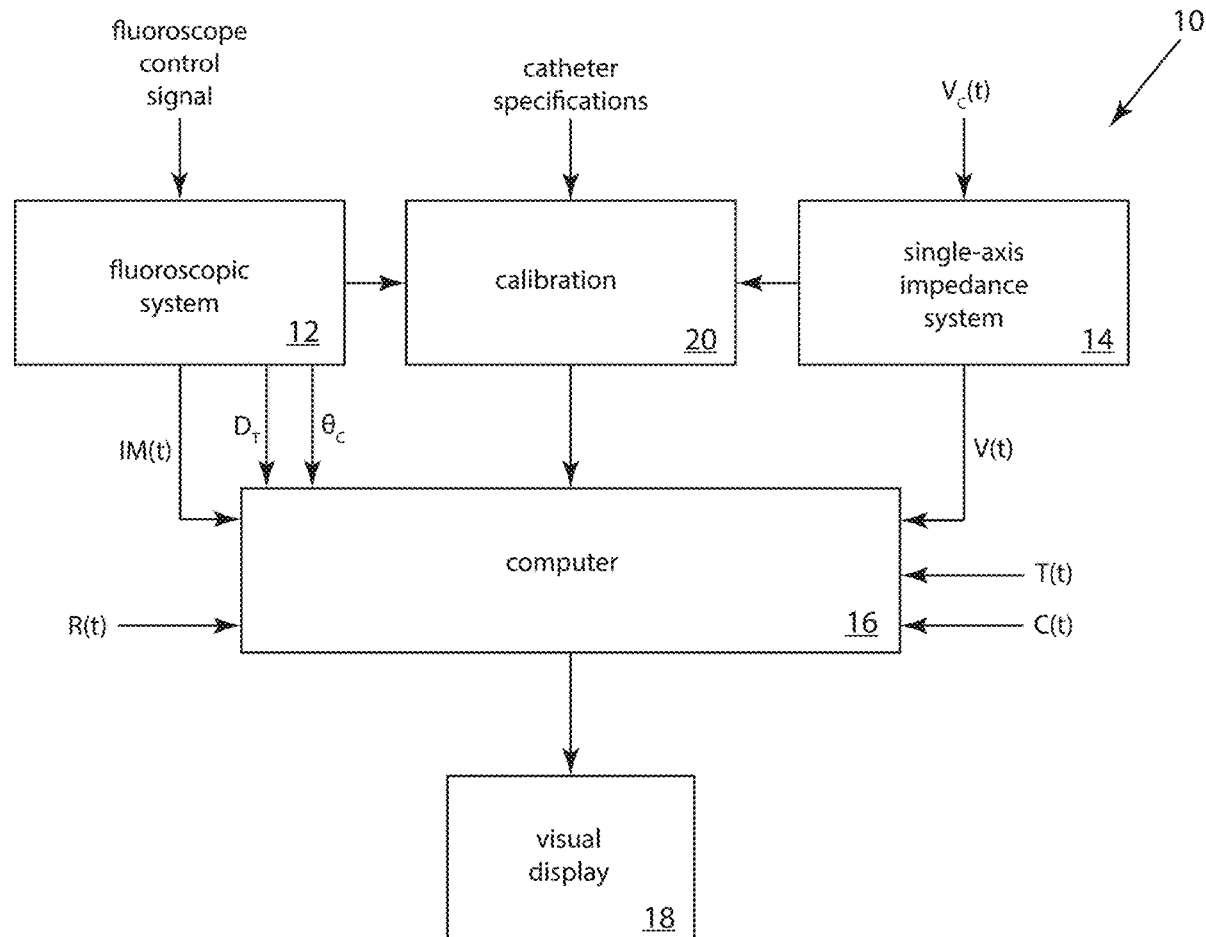 10
fluoroscope
control
signal
catheter
specifications
V_C(t)
fluoroscopic
system
12
calibration
20
single-axis
impedance
system
14
IM(t)
D_T
θ_C
V(t)
computer
16
T(t)
R(t)
C(t)
visual
display
18